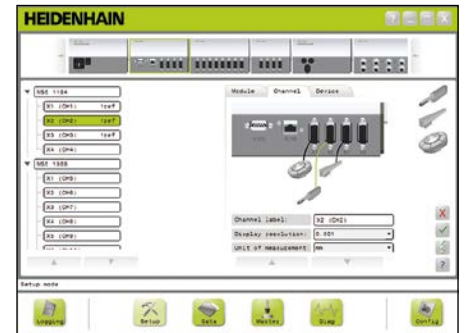 HEIDENHAIN
MSE 1184
X1 (CH1) 1ref
X2 (CH2) 1ref
X3 (CH3) 1ref
X4 (CH4)
X1 (CH5)
X2 (CH6)
X3 (CH7)
X4 (CH8)
X5 (CH9)
Module Channel Device
Channel label: X2 (CH2)
Display resolution: 0.001
Unit of measurement: MM
Setup mode
Logging
Setup
Data
Master
Diag
Config